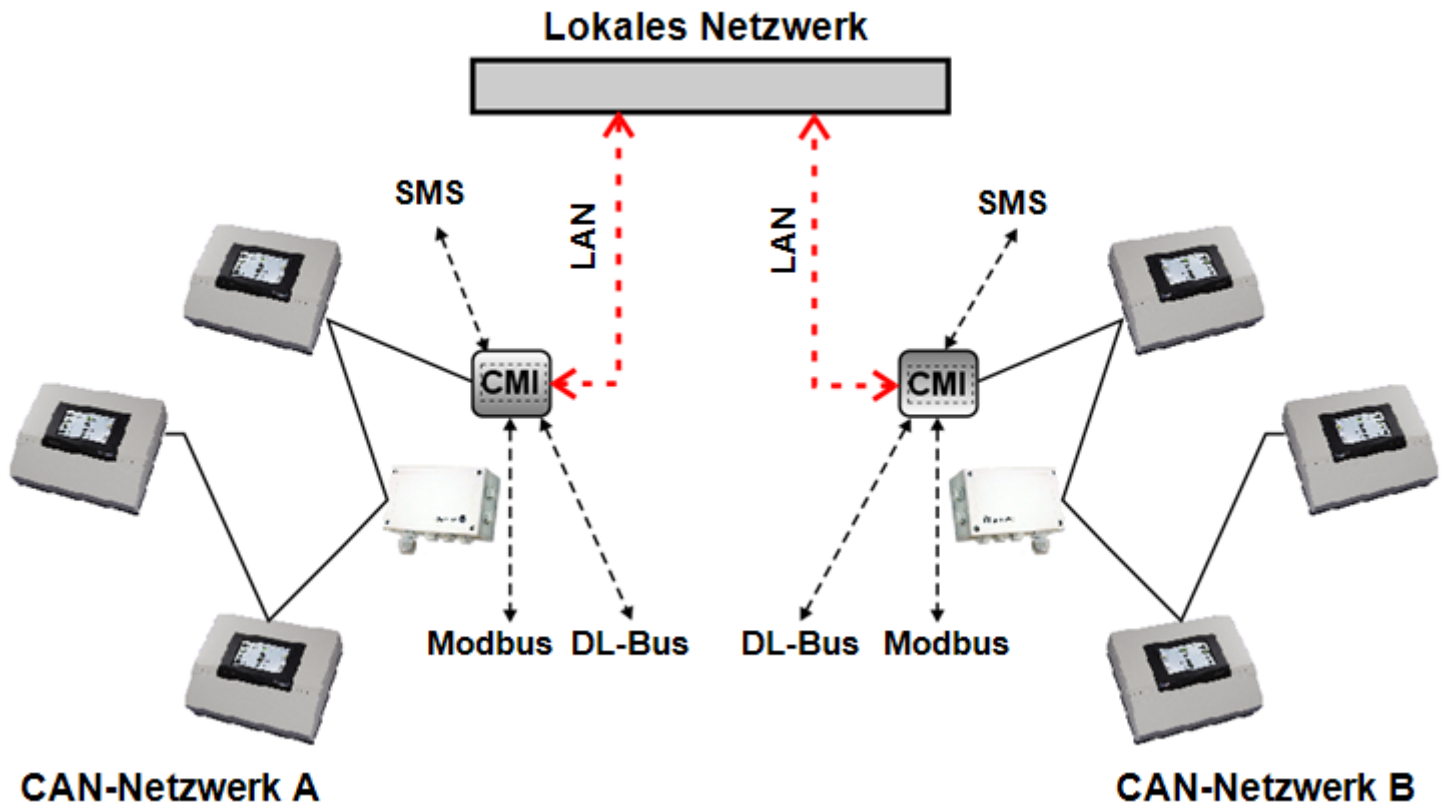 Lokales Netzwerk
SMS
LAN
LAN
SMS
CMI
CMI
Modbus
DL-Bus
DL-Bus
Modbus
CAN-Netzwerk A
CAN-Netzwerk B